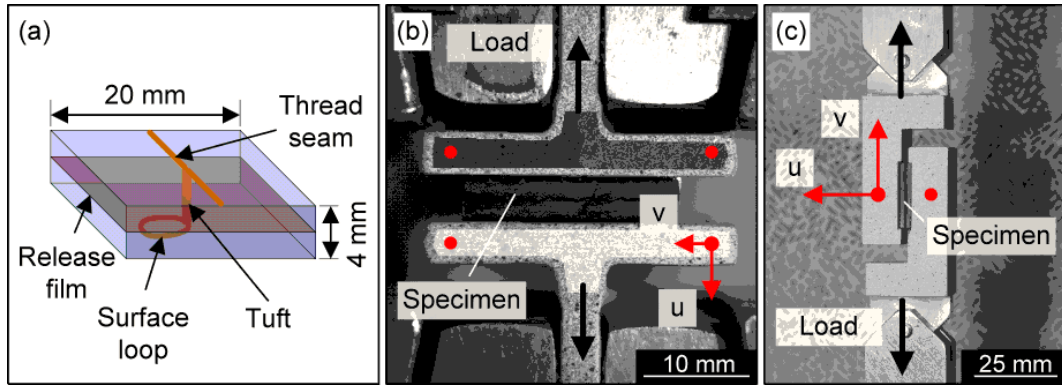 (a)
20 mm
Thread
seam
4 mm
Release
film
Surface
loop
Tuft
(b)
Load
v
u
Specimen
10 mm
(c)
v
u
Specimen
Load
25 mm